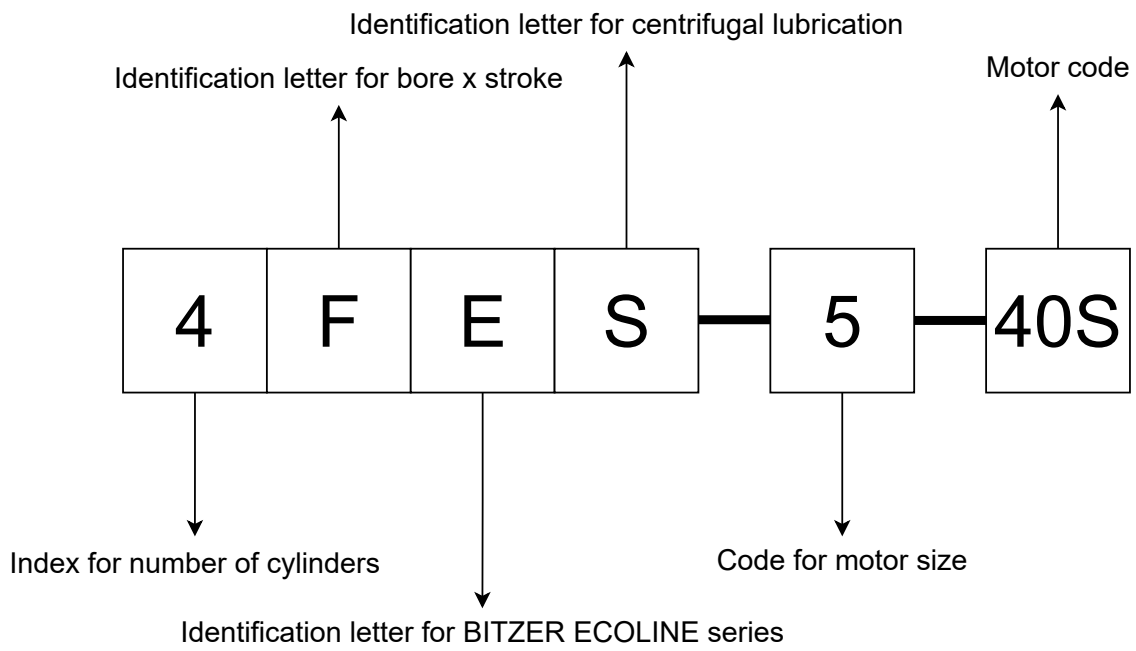 Identification letter for centrifugal lubrication
Identification letter for bore x stroke
Motor code
4 F E S 5 40S
Index for number of cylinders
Code for motor size
Identification letter for BITZER ECOLINE series